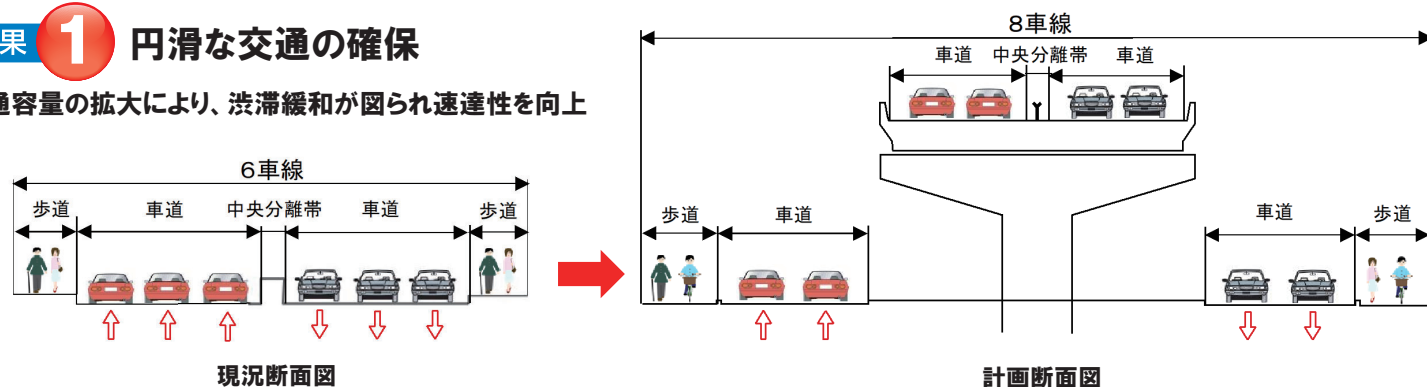 果 1 円滑な交通の確保
通容量の拡大により、渋滞緩和が図られ速達性を向上
6車線
歩道 車道 中央分離帯 車道 歩道
現況断面図
8車線
車道 中央分離帯 車道
歩道 車道 車道 歩道
計画断面図